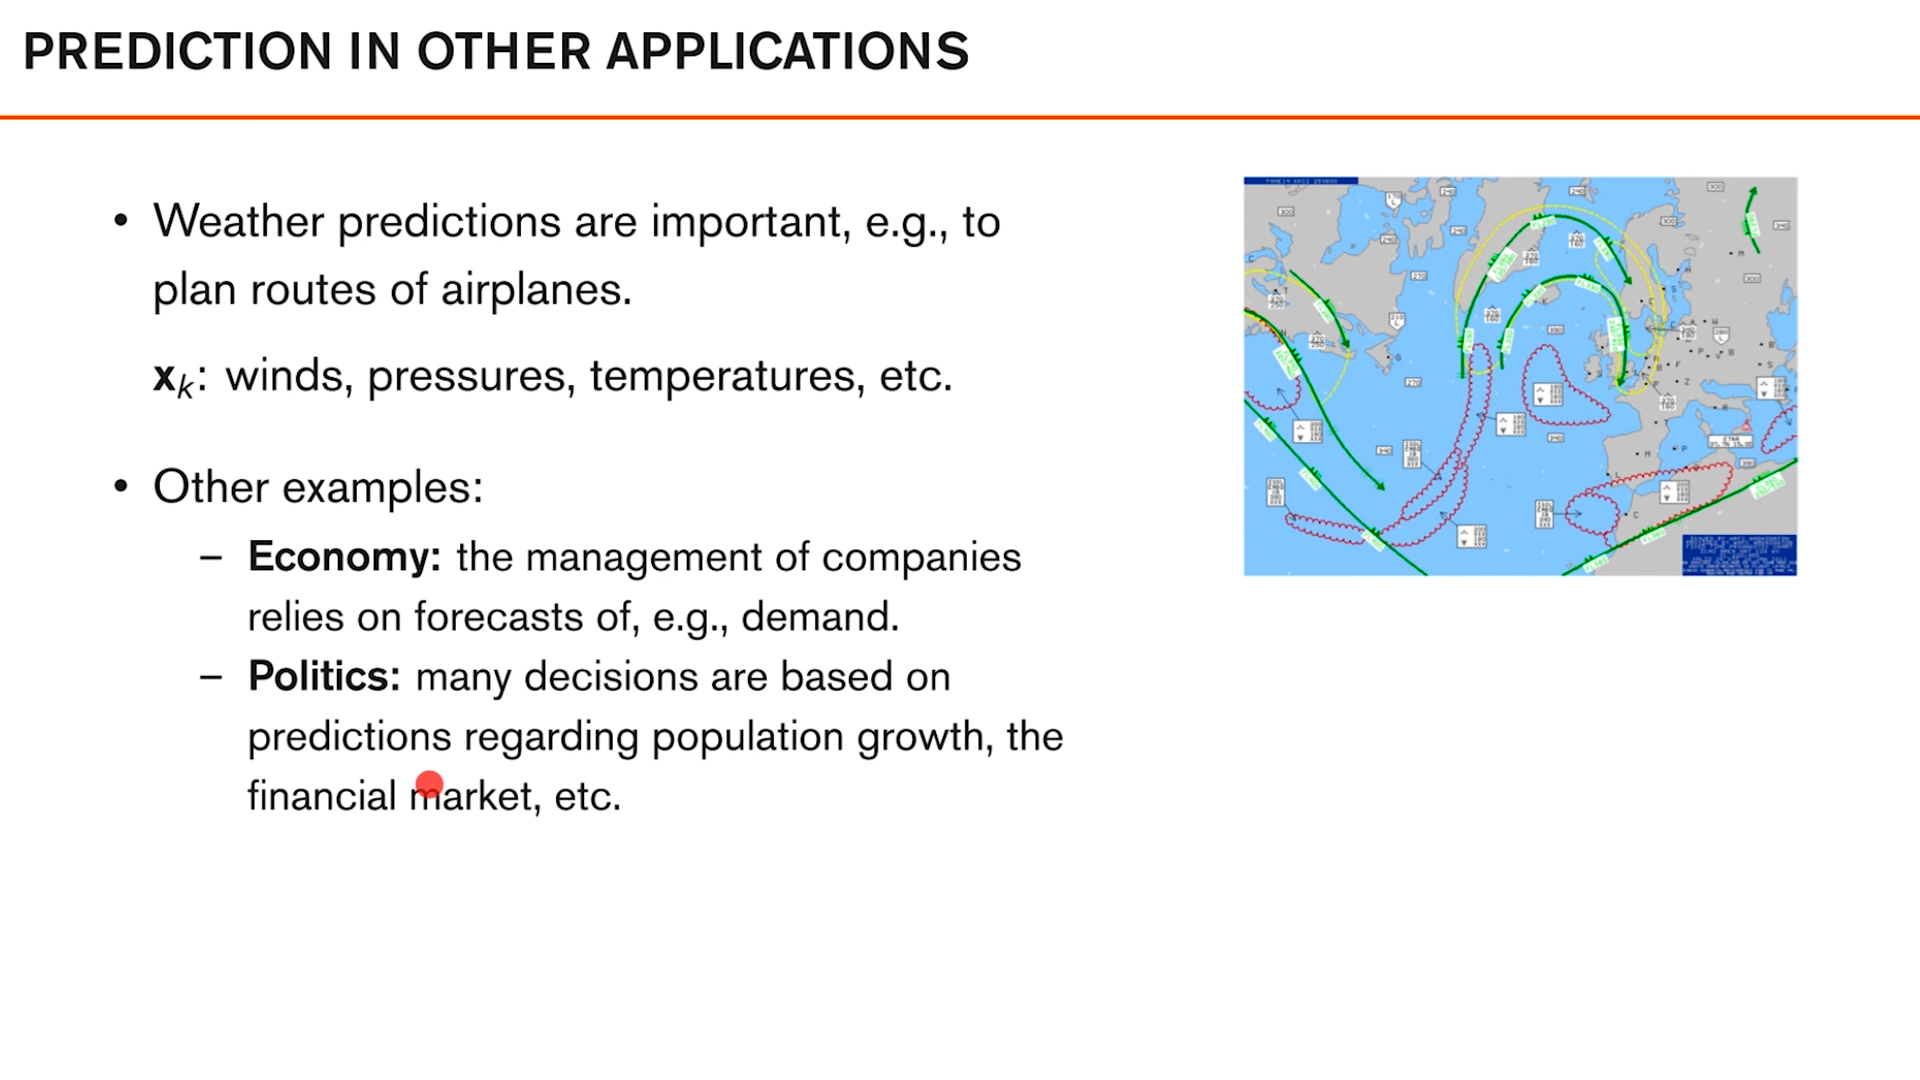 PREDICTION IN OTHER APPLICATIONS
• Weather predictions are important, e.g., to
plan routes of airplanes.
xₖ: winds, pressures, temperatures, etc.
• Other examples:
– Economy: the management of companies
relies on forecasts of, e.g., demand.
– Politics: many decisions are based on
predictions regarding population growth, the
financial market, etc.